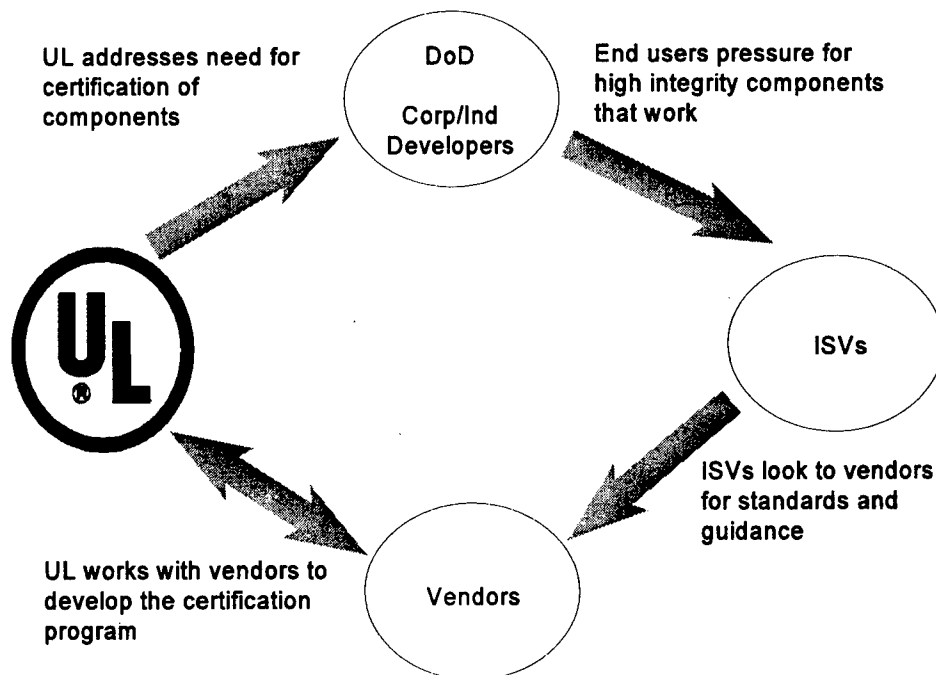 UL addresses need for
certification of
components
DoD
Corp/Ind
Developers
End users pressure for
high integrity components
that work
UL
®
ISVs
ISVs look to vendors
for standards and
guidance
Vendors
UL works with vendors to
develop the certification
program